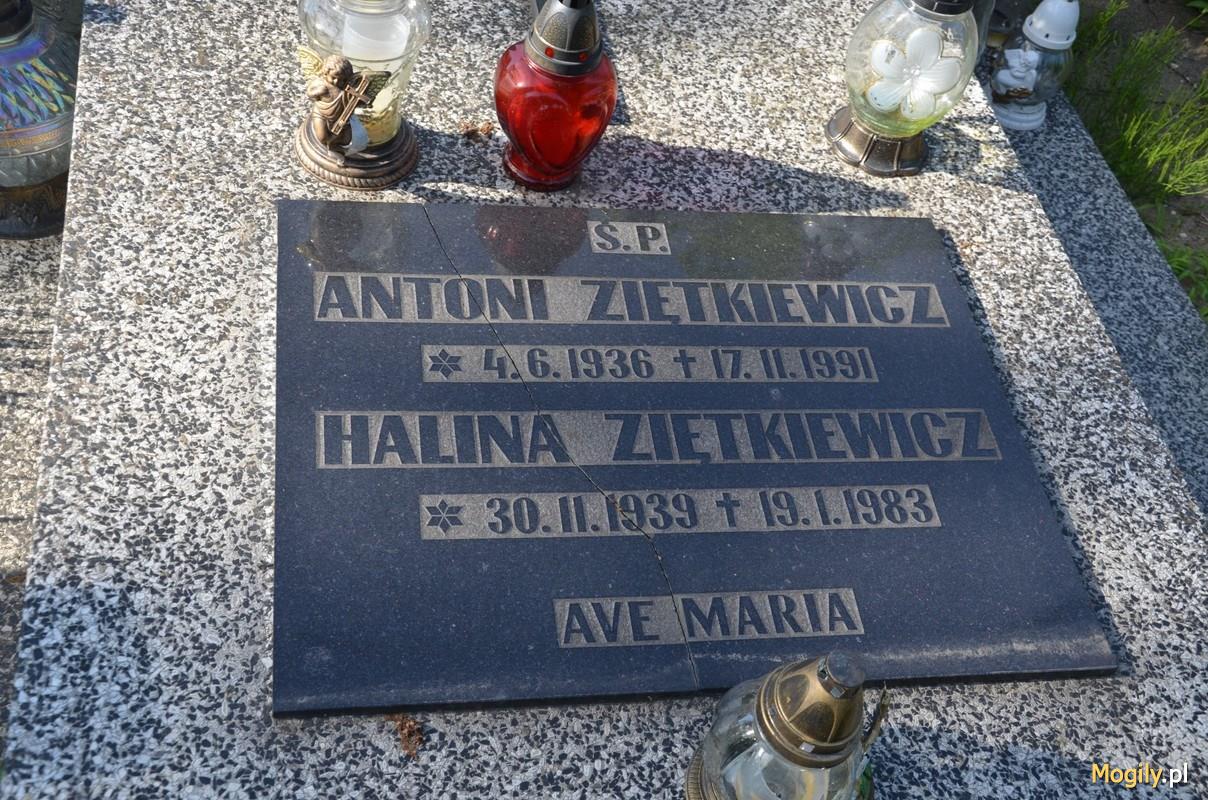 Ś.P.
ANTONI ZIĘTKIEWICZ
* 4.6.1936 † 17.11.1991
HALINA ZIĘTKIEWICZ
* 30.11.1939 † 19.1.1983
AVE MARIA
Mogily.pl